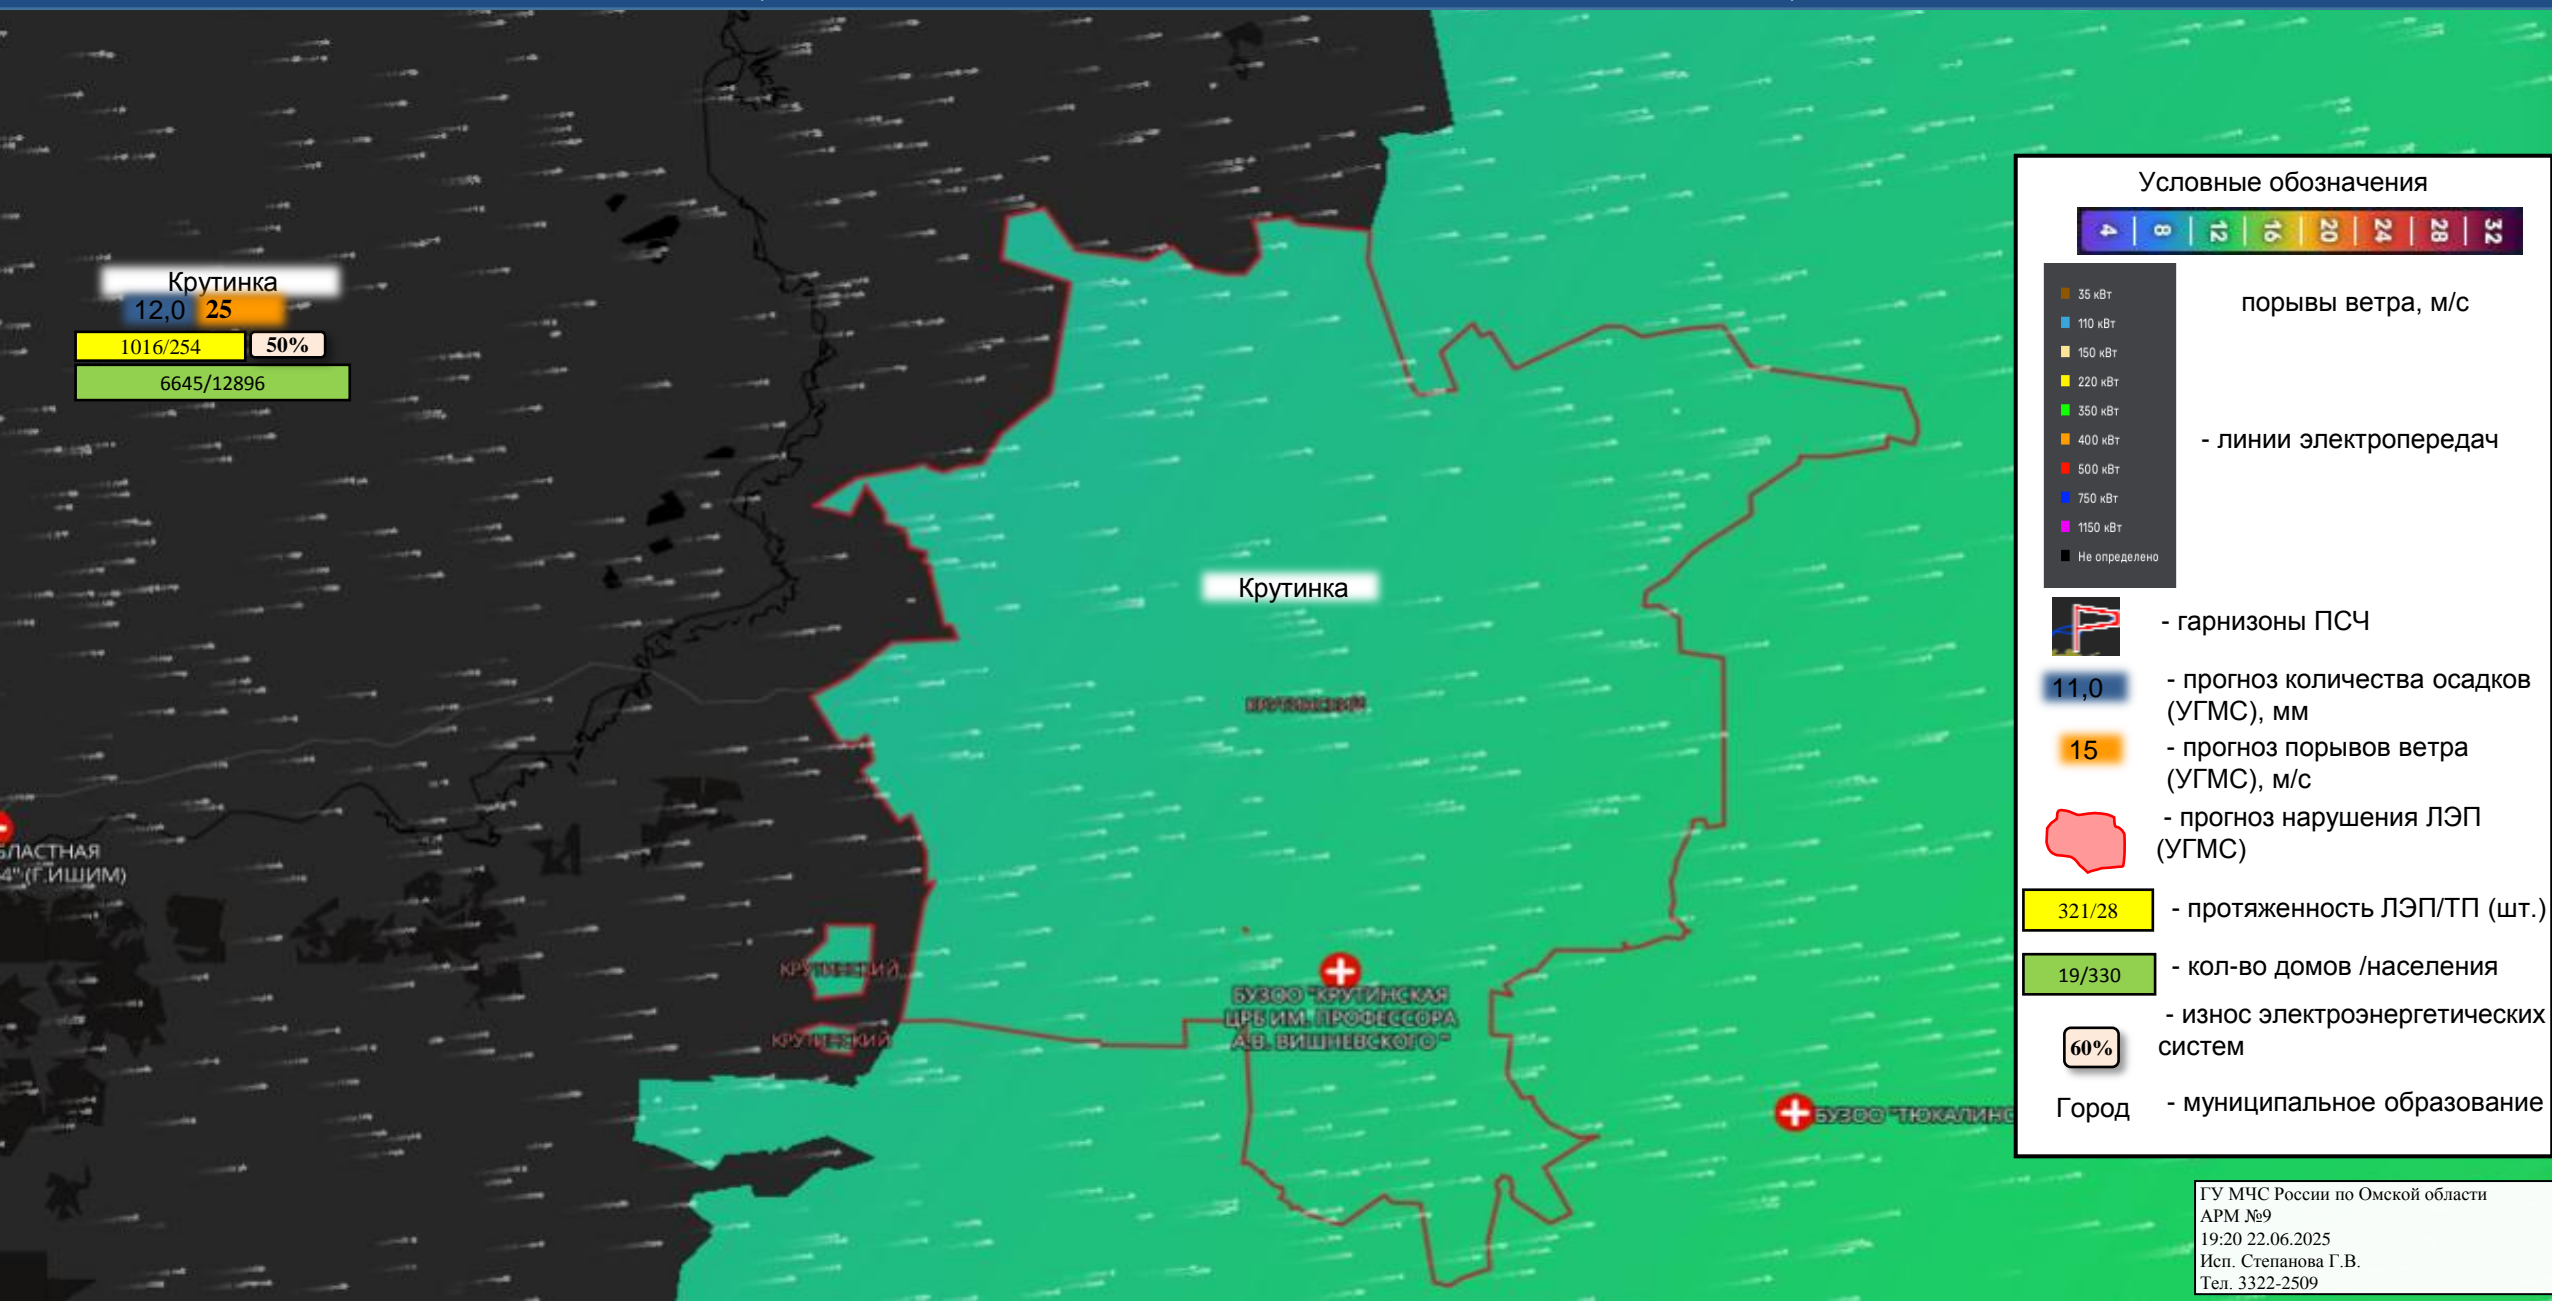 Крутинка
12,0 25
1016/254 50%
6645/12896
Крутинка
КРУТИНСКИЙ
КРУТИНСКИЙ
КРУТИНСКИЙ
4" (Г.ИШИМ)
БУЗОО "КРУТИНСКАЯ
ЦРБ ИМ. ПРОФЕССОРА
А.В. ВИШНЕВСКОГО"
БУЗОО "ТЮКАЛИНС
Условные обозначения
4 8 12 16 20 24 28 32
порывы ветра, м/с
35 кВт
110 кВт
150 кВт
220 кВт
350 кВт
400 кВт
500 кВт
750 кВт
1150 кВт
Не определено
- линии электропередач
- гарнизоны ПСЧ
11,0 - прогноз количества осадков
(УГМС), мм
15 - прогноз порывов ветра
(УГМС), м/с
- прогноз нарушения ЛЭП
(УГМС)
321/28 - протяженность ЛЭП/ТП (шт.)
19/330 - кол-во домов /населения
- износ электроэнергетических
60% систем
Город - муниципальное образование
ГУ МЧС России по Омской области
АРМ №9
19:20 22.06.2025
Исп. Степанова Г.В.
Тел. 3322-2509